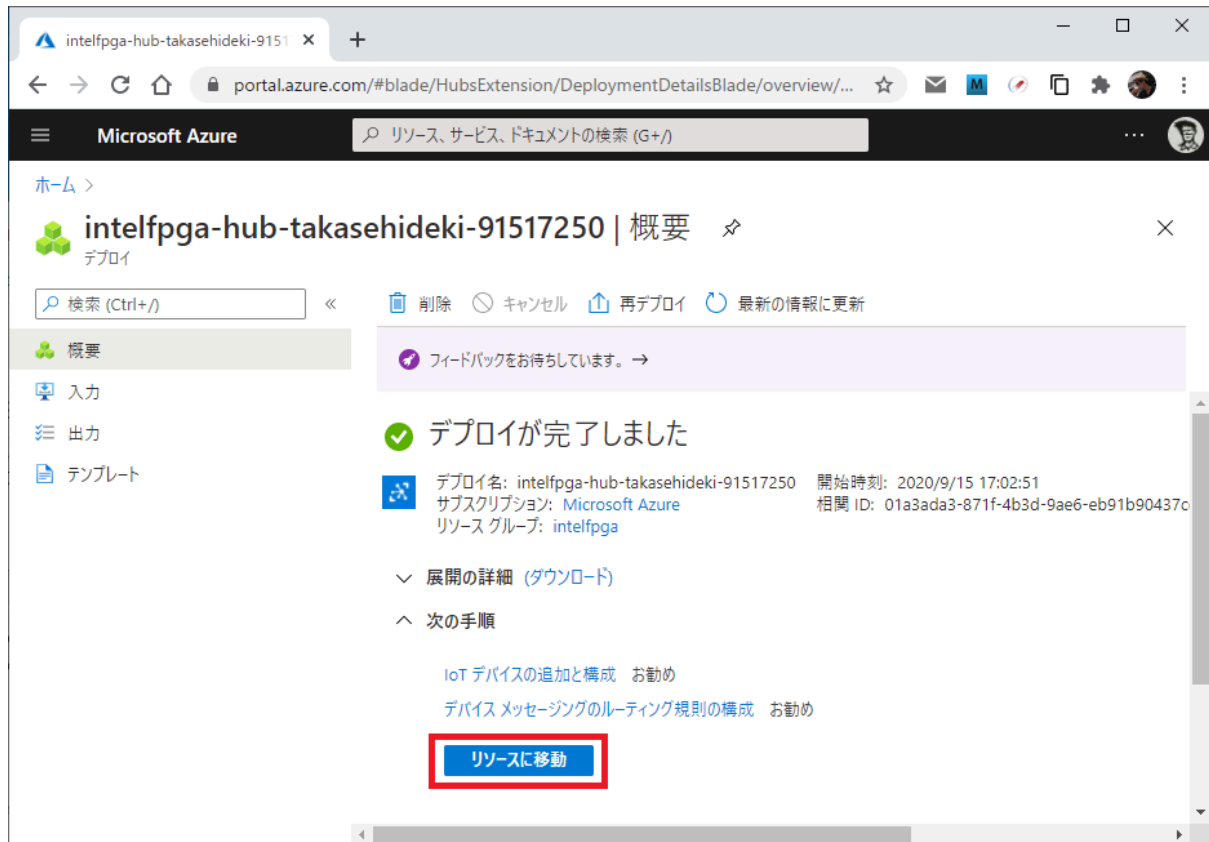 intelfpga-hub-takasehideki-9151
portal.azure.com/#blade/HubsExtension/DeploymentDetailsBlade/overview/...
M
Microsoft Azure
リソース、サービス、ドキュメントの検索 (G+/)
ホーム >
intelfpga-hub-takasehideki-91517250 | 概要
デプロイ
検索 (Ctrl+/)
«
削除 キャンセル 再デプロイ 最新の情報に更新
概要
入力
出力
テンプレート
フィードバックをお待ちしています。→
デプロイが完了しました
デプロイ名: intelfpga-hub-takasehideki-91517250 開始時刻: 2020/9/15 17:02:51
サブスクリプション: Microsoft Azure 相関 ID: 01a3ada3-871f-4b3d-9ae6-eb91b90437c
リソース グループ: intelfpga
展開の詳細 (ダウンロード)
次の手順
IoT デバイスの追加と構成 お勧め
デバイス メッセージングのルーティング規則の構成 お勧め
リソースに移動